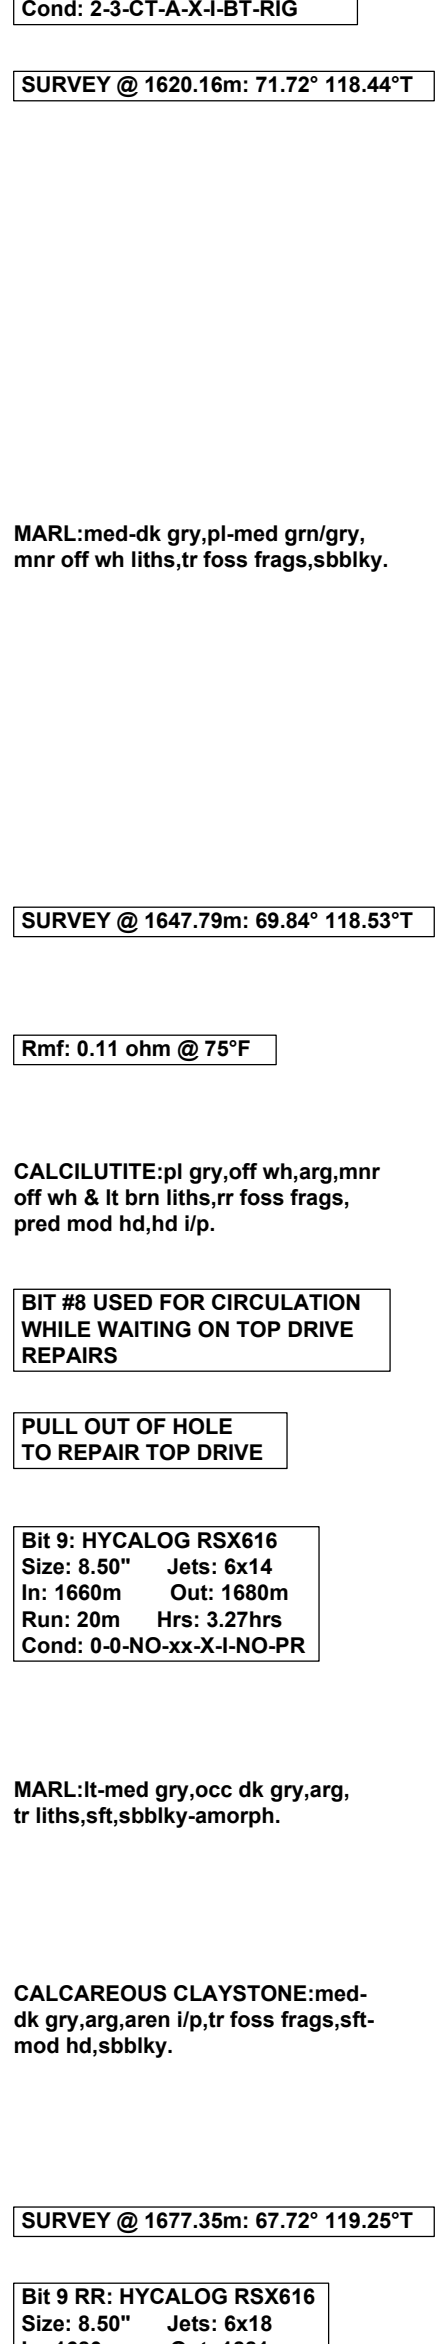 Cond: 2-3-CT-A-X-I-BT-RIG
SURVEY @ 1620.16m: 71.72° 118.44°T
MARL:med-dk gry,pl-med grn/gry,
mnr off wh liths,tr foss frags,sbblky.
SURVEY @ 1647.79m: 69.84° 118.53°T
Rmf: 0.11 ohm @ 75°F
CALCILUTITE:pl gry,off wh,arg,mnr
off wh & lt brn liths,rr foss frags,
pred mod hd,hd i/p.
BIT #8 USED FOR CIRCULATION
WHILE WAITING ON TOP DRIVE
REPAIRS
PULL OUT OF HOLE
TO REPAIR TOP DRIVE
Bit 9: HYCALOG RSX616
Size: 8.50" Jets: 6x14
In: 1660m Out: 1680m
Run: 20m Hrs: 3.27hrs
Cond: 0-0-NO-xx-X-I-NO-PR
MARL:lt-med gry,occ dk gry,arg,
tr liths,sft,sbblky-amorph.
CALCAREOUS CLAYSTONE:med-
dk gry,arg,aren i/p,tr foss frags,sft-
mod hd,sbblky.
SURVEY @ 1677.35m: 67.72° 119.25°T
Bit 9 RR: HYCALOG RSX616
Size: 8.50" Jets: 6x18